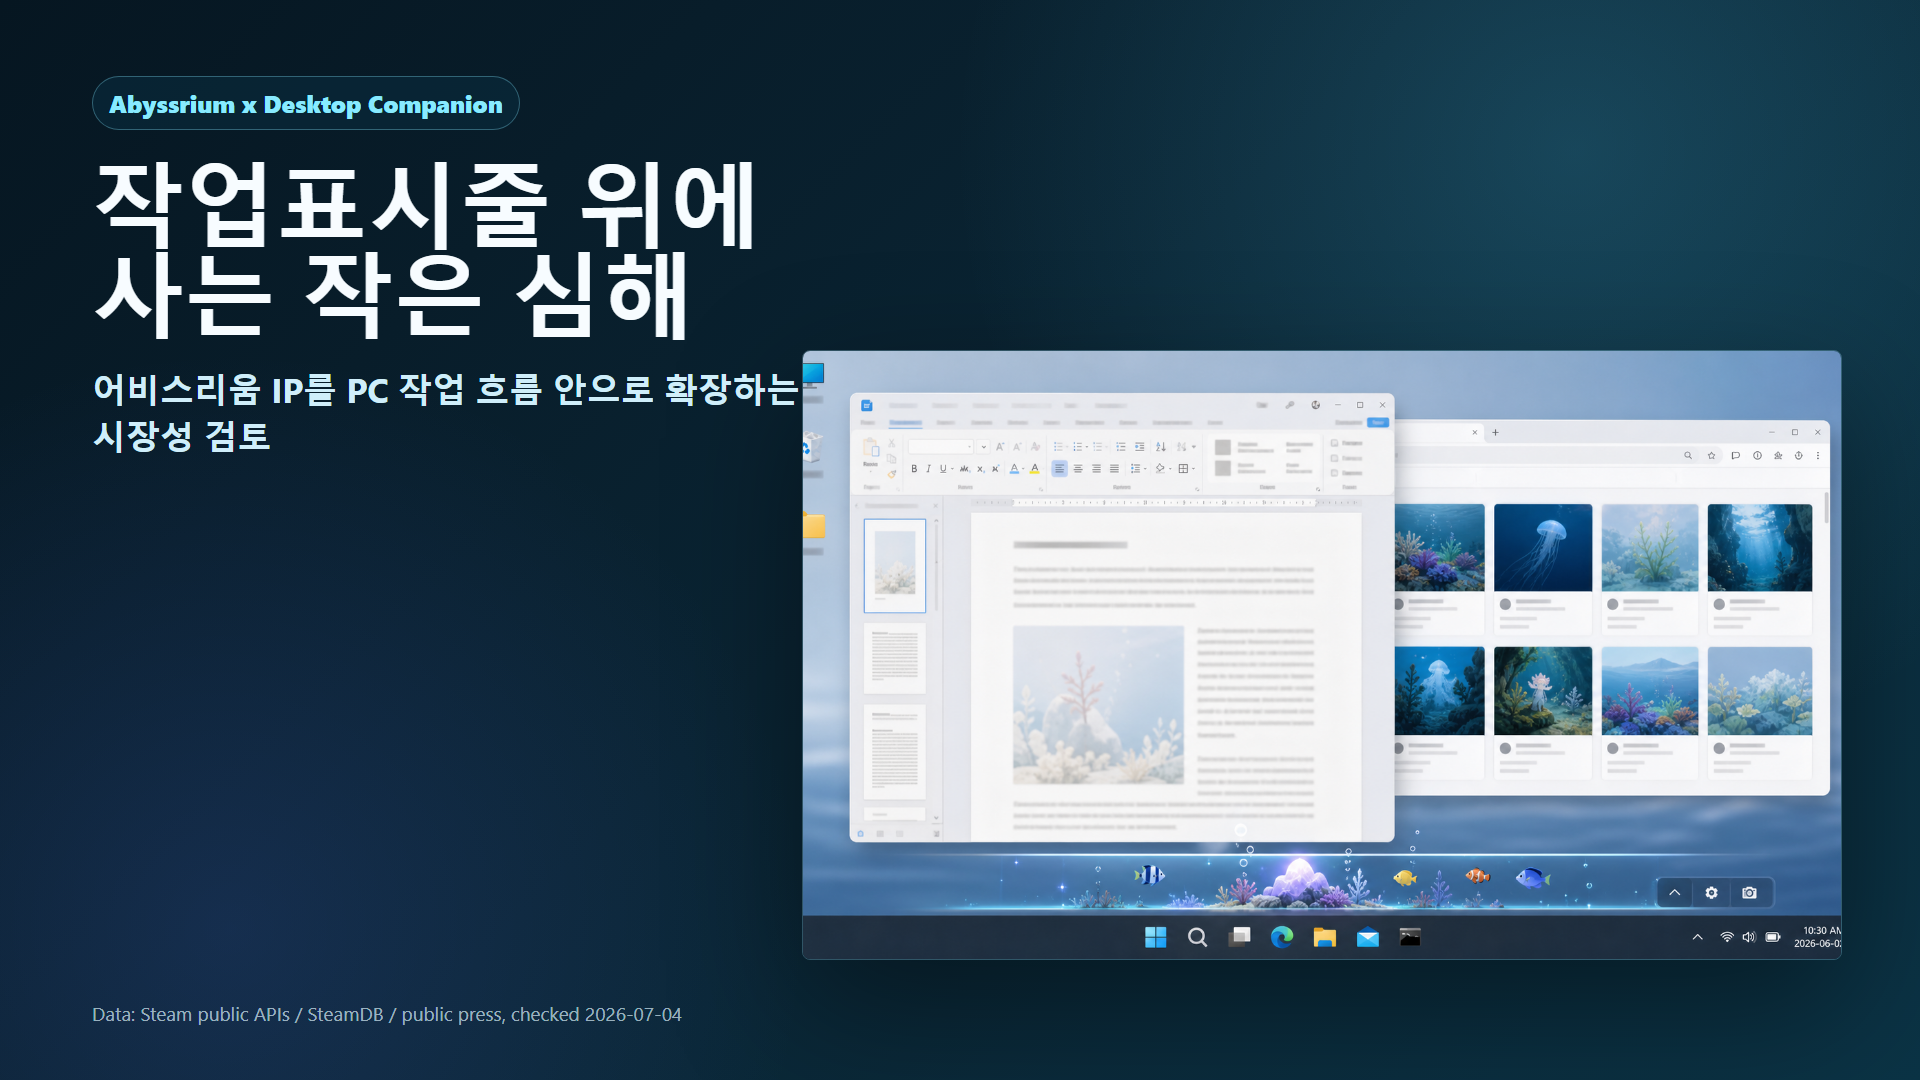 Abyssrium x Desktop Companion
작업표시줄 위에
사는 작은 심해
어비스리움 IP를 PC 작업 흐름 안으로 확장하는
시장성 검토
10:30 AM
Data: Steam public APIs / SteamDB / public press, checked 2026-07-04